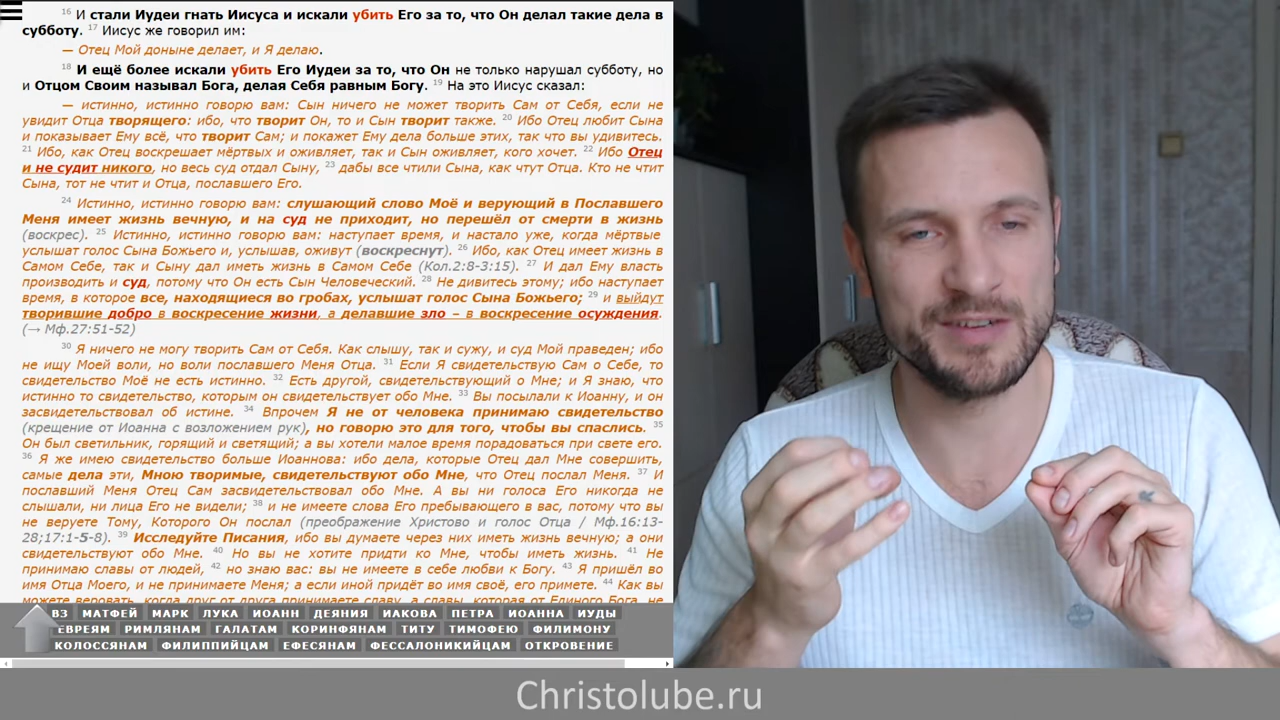 16 И стали Иудеи гнать Иисуса и искали убить Его за то, что Он делал такие дела в
субботу. 17 Иисус же говорил им:
— Отец Мой доныне делает, и Я делаю.
18 И ещё более искали убить Его Иудеи за то, что Он не только нарушал субботу, но
и Отцом Своим называл Бога, делая Себя равным Богу. 19 На это Иисус сказал:
— истинно, истинно говорю вам: Сын ничего не может творить Сам от Себя, если не
увидит Отца творящего: ибо, что творит Он, то и Сын творит также. 20 Ибо Отец любит Сына
и показывает Ему всё, что творит Сам; и покажет Ему дела больше этих, так что вы удивитесь.
21 Ибо, как Отец воскрешает мёртвых и оживляет, так и Сын оживляет, кого хочет. 22 Ибо Отец
и не судит никого, но весь суд отдал Сыну, 23 дабы все чтили Сына, как чтут Отца. Кто не чтит
Сына, тот не чтит и Отца, пославшего Его.
24 Истинно, истинно говорю вам: слушающий слово Моё и верующий в Пославшего
Меня имеет жизнь вечную, и на суд не приходит, но перешёл от смерти в жизнь
(воскрес). 25 Истинно, истинно говорю вам: наступает время, и настало уже, когда мёртвые
услышат голос Сына Божьего и, услышав, оживут (воскреснут). 26 Ибо, как Отец имеет жизнь в
Самом Себе, так и Сыну дал иметь жизнь в Самом Себе (Кол.2:8-3:15). 27 И дал Ему власть
производить и суд, потому что Он есть Сын Человеческий. 28 Не дивитесь этому; ибо наступает
время, в которое все, находящиеся во гробах, услышат голос Сына Божьего; 29 и выйдут
творившие добро в воскресение жизни, а делавшие зло – в воскресение осуждения.
(→ Мф.27:51-52)
30 Я ничего не могу творить Сам от Себя. Как слышу, так и сужу, и суд Мой праведен; ибо
не ищу Моей воли, но воли пославшего Меня Отца. 31 Если Я свидетельствую Сам о Себе, то
свидетельство Моё не есть истинно. 32 Есть другой, свидетельствующий о Мне; и Я знаю, что
истинно то свидетельство, которым он свидетельствует обо Мне. 33 Вы посылали к Иоанну, и он
засвидетельствовал об истине. 34 Впрочем Я не от человека принимаю свидетельство
(крещение от Иоанна с возложением рук), но говорю это для того, чтобы вы спаслись. 35
Он был светильник, горящий и светящий; а вы хотели малое время порадоваться при свете его.
36 Я же имею свидетельство больше Иоаннова: ибо дела, которые Отец дал Мне совершить,
самые дела эти, Мною творимые, свидетельствуют обо Мне, что Отец послал Меня. 37 И
пославший Меня Отец Сам засвидетельствовал обо Мне. А вы ни голоса Его никогда не
слышали, ни лица Его не видели; 38 и не имеете слова Его пребывающего в вас, потому что вы
не веруете Тому, Которого Он послал (преображение Христово и голос Отца / Мф.16:13-
28;17:1-5-8). 39 Исследуйте Писания, ибо вы думаете через них иметь жизнь вечную; а они
свидетельствуют обо Мне. 40 Но вы не хотите придти ко Мне, чтобы иметь жизнь. 41 Не
принимаю славы от людей, 42 но знаю вас: вы не имеете в себе любви к Богу. 43 Я пришёл во
имя Отца Моего, и не принимаете Меня; а если иной придёт во имя своё, его примете. 44 Как вы
можете веровать, когда друг от друга принимаете славу, а славы, которая от Единого Бога, не
ВЗ МАТФЕЙ МАРК ЛУКА ИОАНН ДЕЯНИЯ ИАКОВА ПЕТРА ИОАННА ИУДЫ
ЕВРЕЯМ РИМЛЯНАМ ГАЛАТАМ КОРИНФЯНАМ ТИТУ ТИМОФЕЮ ФИЛИМОНУ
КОЛОССЯНАМ ФИЛИППИЙЦАМ ЕФЕСЯНАМ ФЕССАЛОНИКИЙЦАМ ОТКРОВЕНИЕ
Christolube.ru